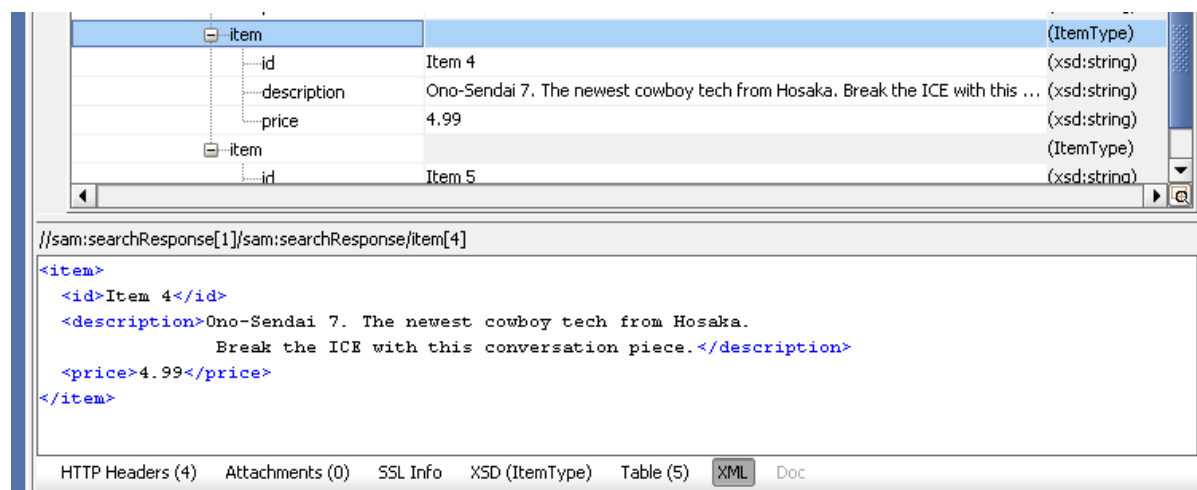 item (ItemType)
id Item 4 (xsd:string)
description Ono-Sendai 7. The newest cowboy tech from Hosaka. Break the ICE with this ... (xsd:string)
price 4.99 (xsd:string)
item (ItemType)
id Item 5 (xsd:string)
//sam:searchResponse[1]/sam:searchResponse/item[4]
<item>
<id>Item 4</id>
<description>Ono-Sendai 7. The newest cowboy tech from Hosaka.
Break the ICE with this conversation piece.</description>
<price>4.99</price>
</item>
HTTP Headers (4) Attachments (0) SSL Info XSD (ItemType) Table (5) XML Doc